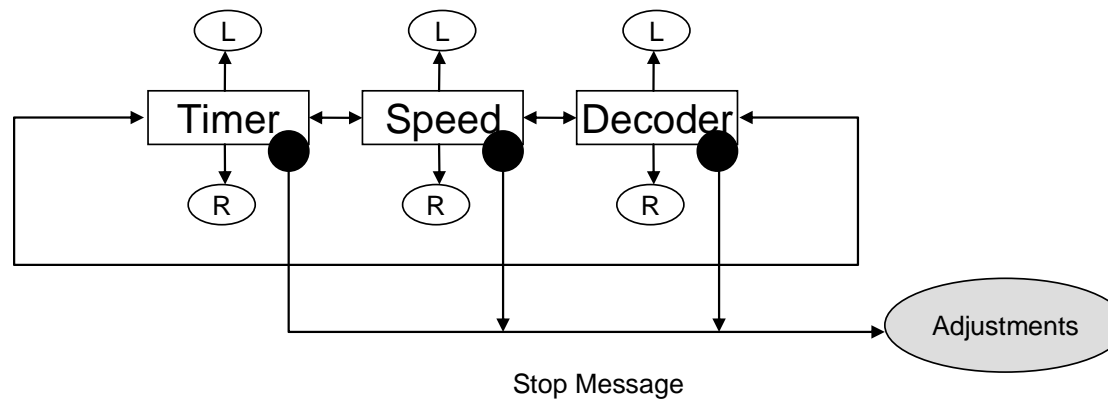 L L L
Timer Speed Decoder
R R R
Adjustments
Stop Message